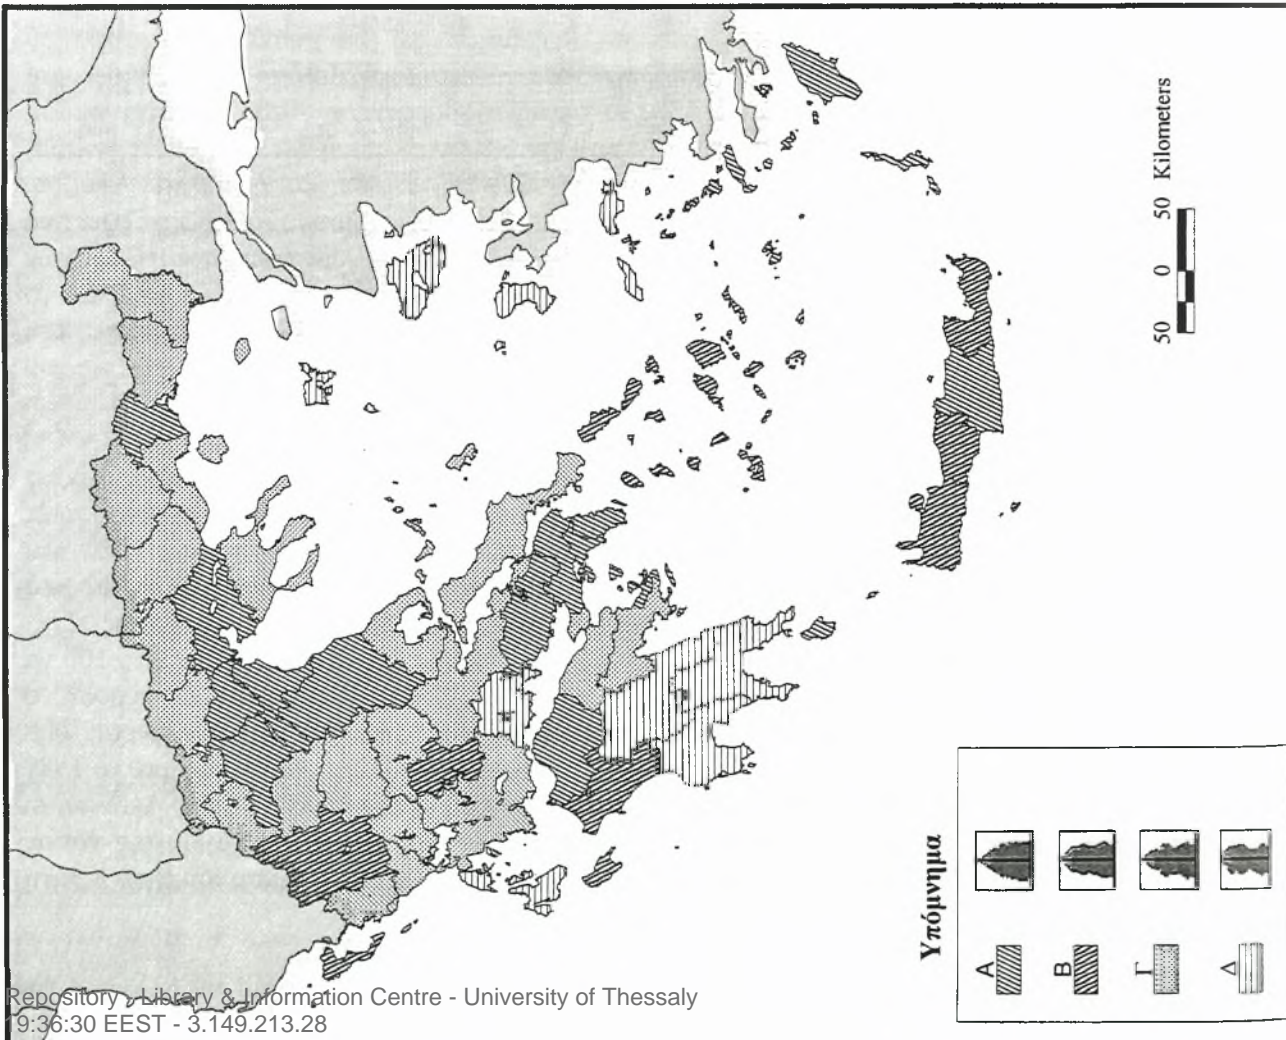 50 0 50 Kilometers
Υπόμνημα
Α
Β
Γ
Δ
Repository - Library & Information Centre - University of Thessaly
19:36:30 EEST - 3.149.213.28